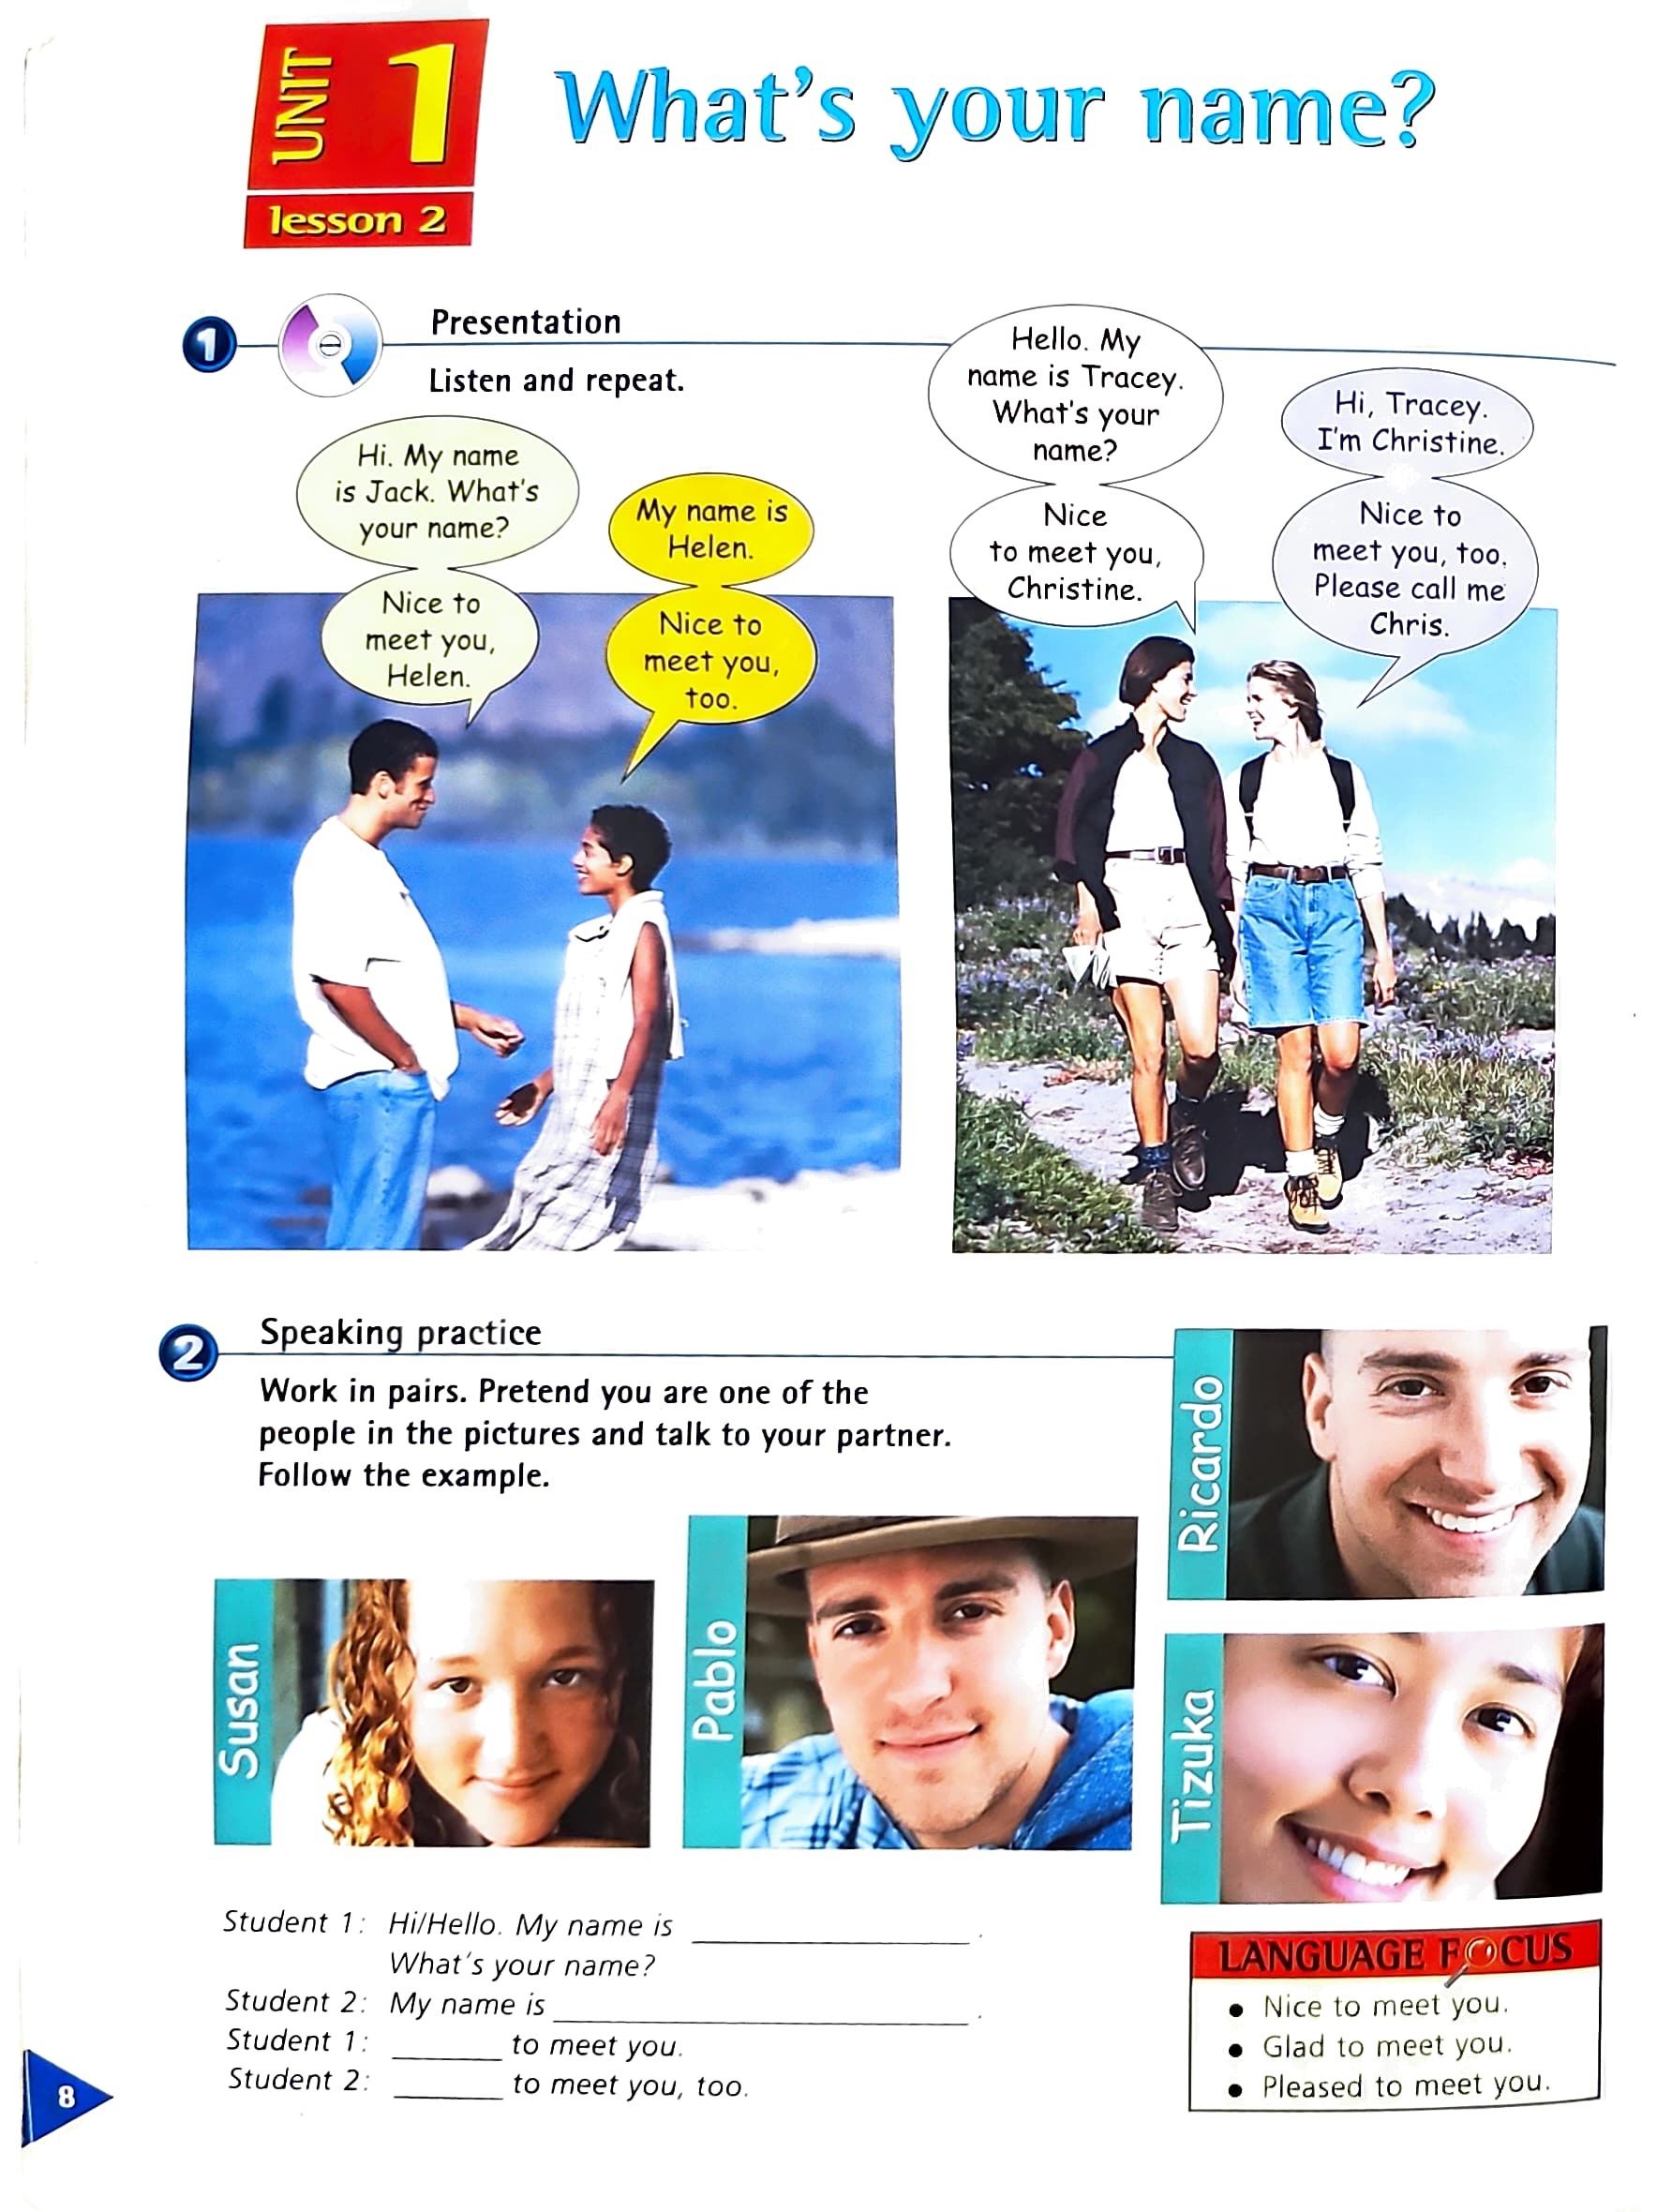 UNIT 1
lesson 2
What's your name?
1
Presentation
Listen and repeat.
Hi. My name
is Jack. What's
your name?
My name is
Helen.
Nice to
meet you,
Helen.
Nice to
meet you,
too.
Hello. My
name is Tracey.
What's your
name?
Hi, Tracey.
I'm Christine.
Nice
to meet you,
Christine.
Nice to
meet you, too.
Please call me
Chris.
2
Speaking practice
Work in pairs. Pretend you are one of the
people in the pictures and talk to your partner.
Follow the example.
Susan
Pablo
Ricardo
Tizuka
Student 1: Hi/Hello. My name is ____________________.
What's your name?
Student 2: My name is ______________________________.
Student 1: ________ to meet you.
Student 2: ________ to meet you, too.
LANGUAGE FOCUS
• Nice to meet you.
• Glad to meet you.
• Pleased to meet you.
8